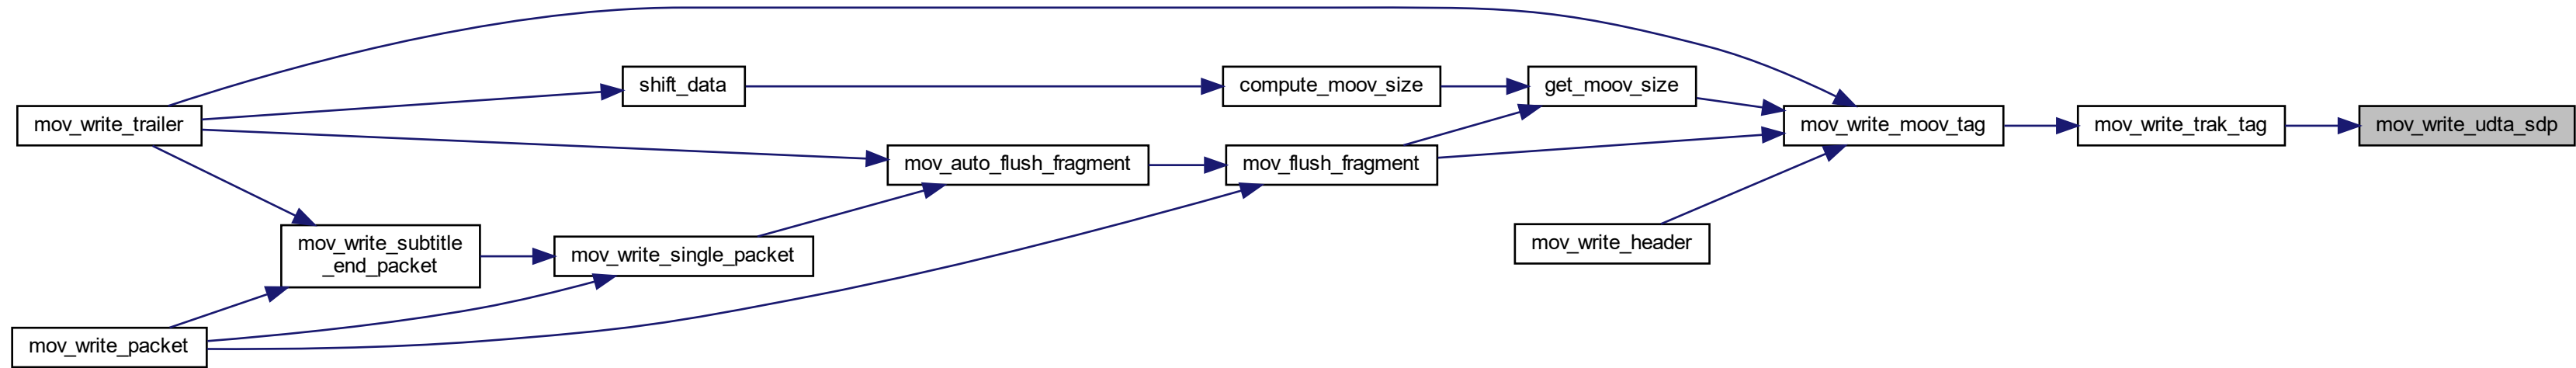 mov_write_trailer
shift_data
compute_moov_size
get_moov_size
mov_write_moov_tag
mov_write_trak_tag
mov_write_udta_sdp
mov_auto_flush_fragment
mov_flush_fragment
mov_write_subtitle
_end_packet
mov_write_single_packet
mov_write_header
mov_write_packet